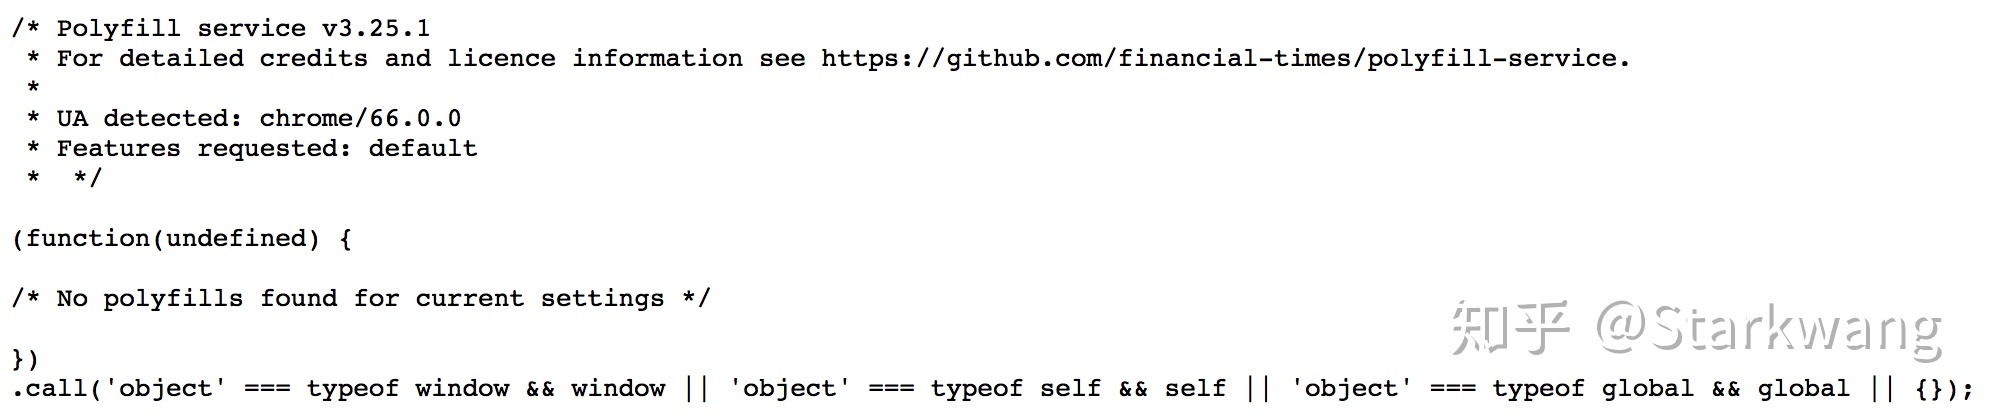 /* Polyfill service v3.25.1
 * For detailed credits and licence information see https://github.com/financial-times/polyfill-service.
 *
 * UA detected: chrome/66.0.0
 * Features requested: default
 *  */
(function(undefined) {
/* No polyfills found for current settings */
知乎 @Starkwang
})
.call('object' === typeof window && window || 'object' === typeof self && self || 'object' === typeof global && global || {});